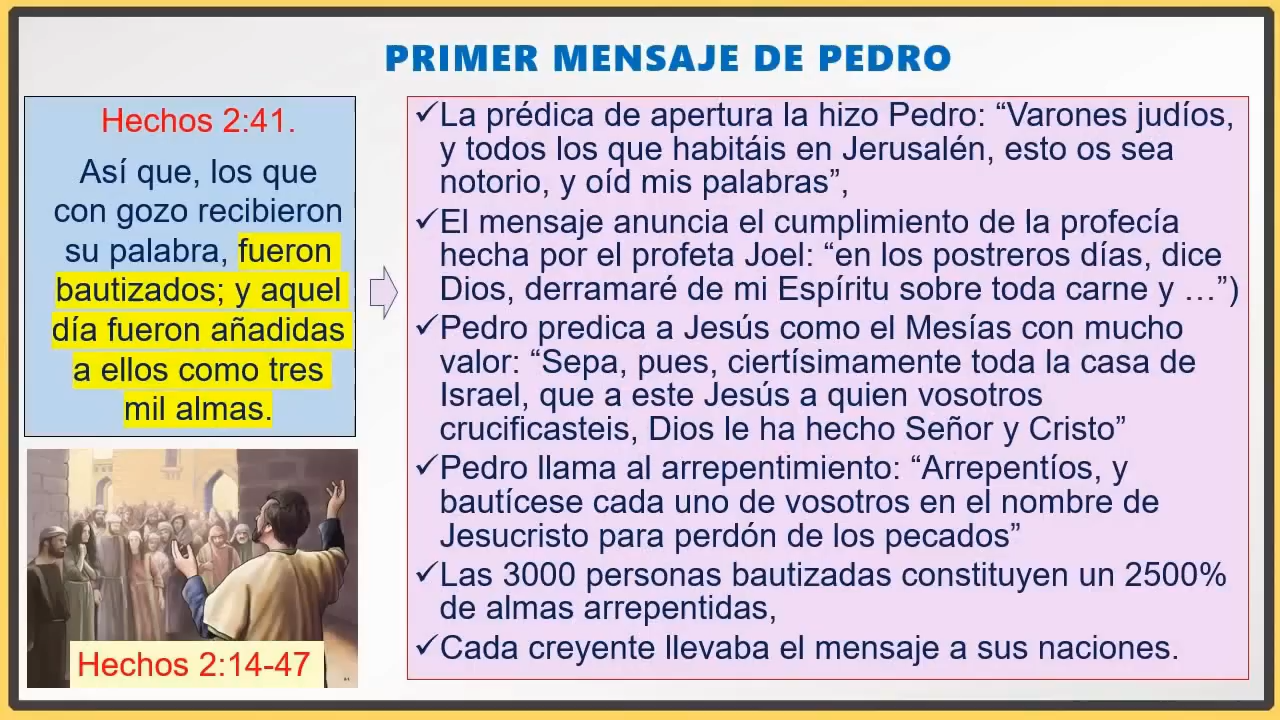 PRIMER MENSAJE DE PEDRO
Hechos 2:41.
Así que, los que
con gozo recibieron
su palabra, fueron
bautizados; y aquel
día fueron añadidas
a ellos como tres
mil almas.
Hechos 2:14-47
✓La prédica de apertura la hizo Pedro: “Varones judíos,
y todos los que habitáis en Jerusalén, esto os sea
notorio, y oíd mis palabras”,
✓El mensaje anuncia el cumplimiento de la profecía
hecha por el profeta Joel: “en los postreros días, dice
Dios, derramaré de mi Espíritu sobre toda carne y …”)
✓Pedro predica a Jesús como el Mesías con mucho
valor: “Sepa, pues, ciertísimamente toda la casa de
Israel, que a este Jesús a quien vosotros
crucificasteis, Dios le ha hecho Señor y Cristo”
✓Pedro llama al arrepentimiento: “Arrepentíos, y
bautícese cada uno de vosotros en el nombre de
Jesucristo para perdón de los pecados”
✓Las 3000 personas bautizadas constituyen un 2500%
de almas arrepentidas,
✓Cada creyente llevaba el mensaje a sus naciones.